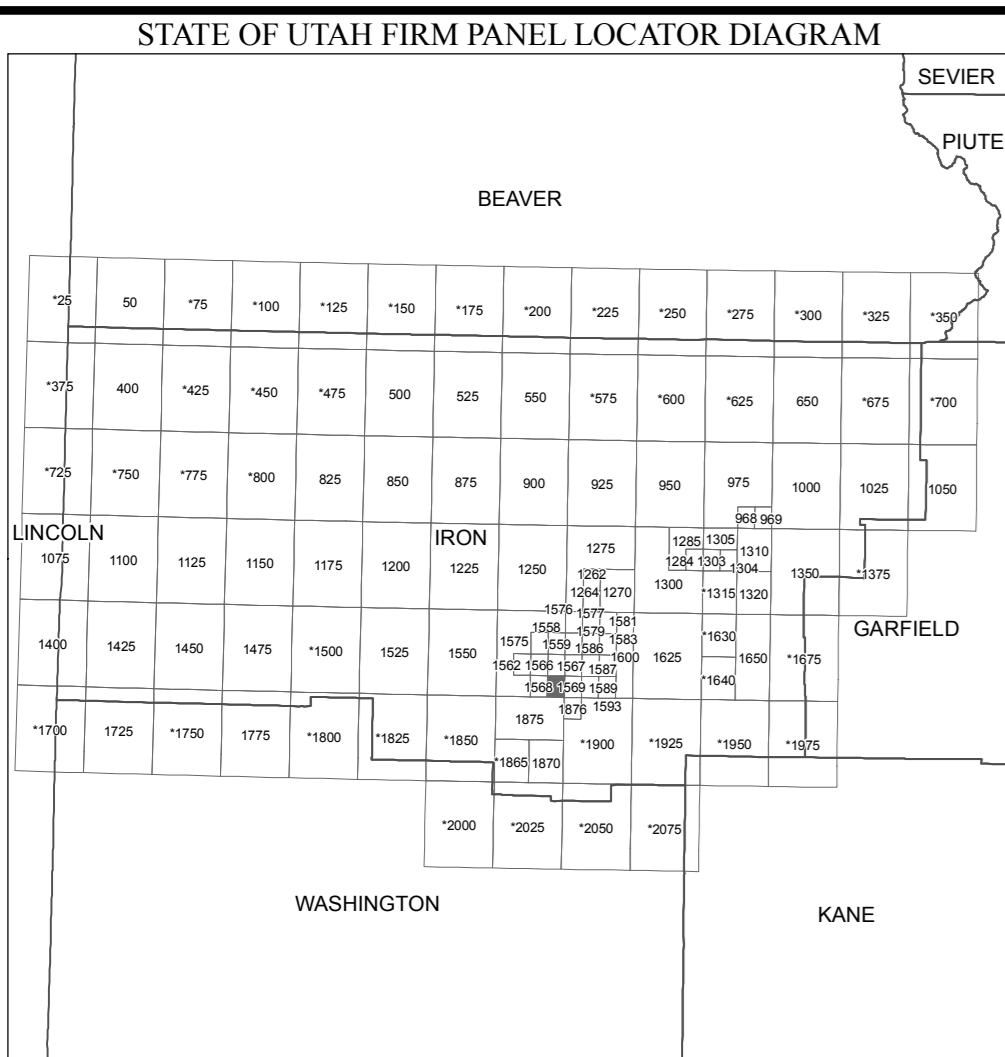 STATE OF UTAH FIRM PANEL LOCATOR DIAGRAM
SEVIER
PIUTE
BEAVER
*25 50 *75 *100 *125 *150 *175 *200 *225 *250 *275 *300 *325 *350
*375 400 *425 *450 *475 500 525 550 *575 *600 *625 650 *675 *700
*725 *750 *775 *800 825 850 875 900 925 950 975 1000 1025 1050
968 969
LINCOLN IRON
1285 1305
1275 1310
1075 1100 1125 1150 1175 1200 1225 1250 1284 1303 1304 1350 *1375
1262
1264 1270 1300 *1315 1320
1576 1577
1558 1579 1581
GARFIELD
1575 1559 1586 1583 *1630
1400 1425 1450 1475 *1500 1525 1550 1600 1625 1650 *1675
1562 1566 1567 1587
1568 1569 1589 *1640
1876 1593
*1700 1725 *1750 1775 *1800 *1825 *1850 1875 *1900 *1925 *1950 *1975
*1865 1870
*2000 *2025 *2050 *2075
WASHINGTON
KANE